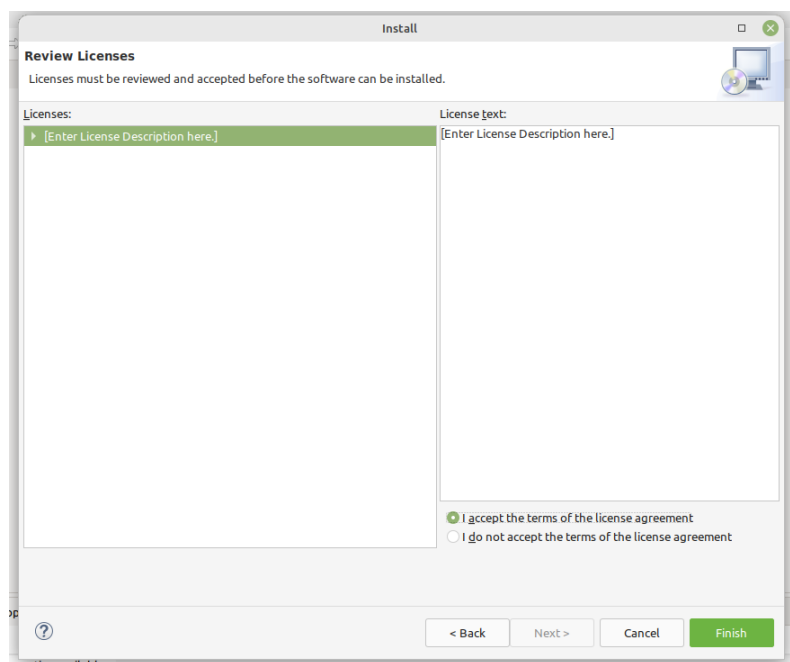 Install
Review Licenses
Licenses must be reviewed and accepted before the software can be installed.
Licenses:
License text:
[Enter License Description here.]
[Enter License Description here.]
I accept the terms of the license agreement
I do not accept the terms of the license agreement
op
?
< Back
Next >
Cancel
Finish